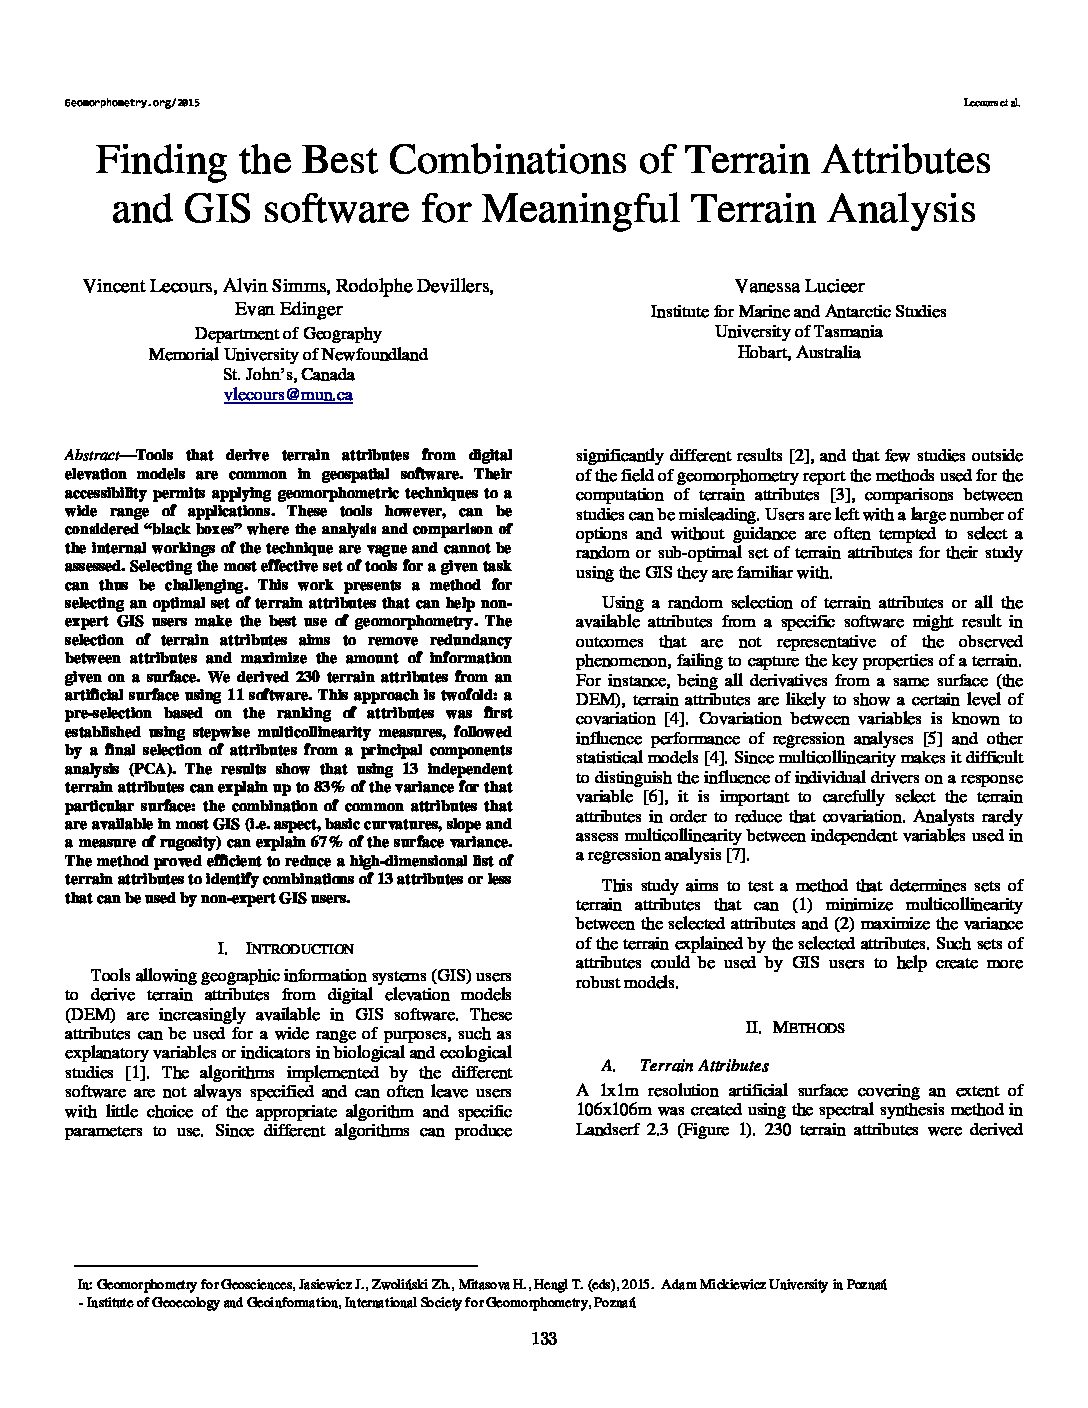 Geomorphometry.org/2015
Lecours et al.
Finding the Best Combinations of Terrain Attributes
and GIS software for Meaningful Terrain Analysis
Vincent Lecours, Alvin Simms, Rodolphe Devillers,
Evan Edinger
Department of Geography
Memorial University of Newfoundland
St. John's, Canada
vlecours@mun.ca
Vanessa Lucieer
Institute for Marine and Antarctic Studies
University of Tasmania
Hobart, Australia
Abstract—Tools that derive terrain attributes from digital
elevation models are common in geospatial software. Their
accessibility permits applying geomorphometric techniques to a
wide range of applications. These tools however, can be
considered “black boxes” where the analysis and comparison of
the internal workings of the technique are vague and cannot be
assessed. Selecting the most effective set of tools for a given task
can thus be challenging. This work presents a method for
selecting an optimal set of terrain attributes that can help non-
expert GIS users make the best use of geomorphometry. The
selection of terrain attributes aims to remove redundancy
between attributes and maximize the amount of information
given on a surface. We derived 230 terrain attributes from an
artificial surface using 11 software. This approach is twofold: a
pre-selection based on the ranking of attributes was first
established using stepwise multicollinearity measures, followed
by a final selection of attributes from a principal components
analysis (PCA). The results show that using 13 independent
terrain attributes can explain up to 83% of the variance for that
particular surface: the combination of common attributes that
are available in most GIS (i.e. aspect, basic curvatures, slope and
a measure of rugosity) can explain 67% of the surface variance.
The method proved efficient to reduce a high-dimensional list of
terrain attributes to identify combinations of 13 attributes or less
that can be used by non-expert GIS users.
I. INTRODUCTION
Tools allowing geographic information systems (GIS) users
to derive terrain attributes from digital elevation models
(DEM) are increasingly available in GIS software. These
attributes can be used for a wide range of purposes, such as
explanatory variables or indicators in biological and ecological
studies [1]. The algorithms implemented by the different
software are not always specified and can often leave users
with little choice of the appropriate algorithm and specific
parameters to use. Since different algorithms can produce
significantly different results [2], and that few studies outside
of the field of geomorphometry report the methods used for the
computation of terrain attributes [3], comparisons between
studies can be misleading. Users are left with a large number of
options and without guidance are often tempted to select a
random or sub-optimal set of terrain attributes for their study
using the GIS they are familiar with.
Using a random selection of terrain attributes or all the
available attributes from a specific software might result in
outcomes that are not representative of the observed
phenomenon, failing to capture the key properties of a terrain.
For instance, being all derivatives from a same surface (the
DEM), terrain attributes are likely to show a certain level of
covariation [4]. Covariation between variables is known to
influence performance of regression analyses [5] and other
statistical models [4]. Since multicollinearity makes it difficult
to distinguish the influence of individual drivers on a response
variable [6], it is important to carefully select the terrain
attributes in order to reduce that covariation. Analysts rarely
assess multicollinearity between independent variables used in
a regression analysis [7].
This study aims to test a method that determines sets of
terrain attributes that can (1) minimize multicollinearity
between the selected attributes and (2) maximize the variance
of the terrain explained by the selected attributes. Such sets of
attributes could be used by GIS users to help create more
robust models.
II. METHODS
A. Terrain Attributes
A 1x1m resolution artificial surface covering an extent of
106x106m was created using the spectral synthesis method in
Landserf 2.3 (Figure 1). 230 terrain attributes were derived
In: Geomorphometry for Geosciences, Jasiewicz J., Zwoliński Zb., Mitasova H., Hengl T. (eds), 2015. Adam Mickiewicz University in Poznań
- Institute of Geoecology and Geoinformation, International Society for Geomorphometry, Poznań
133